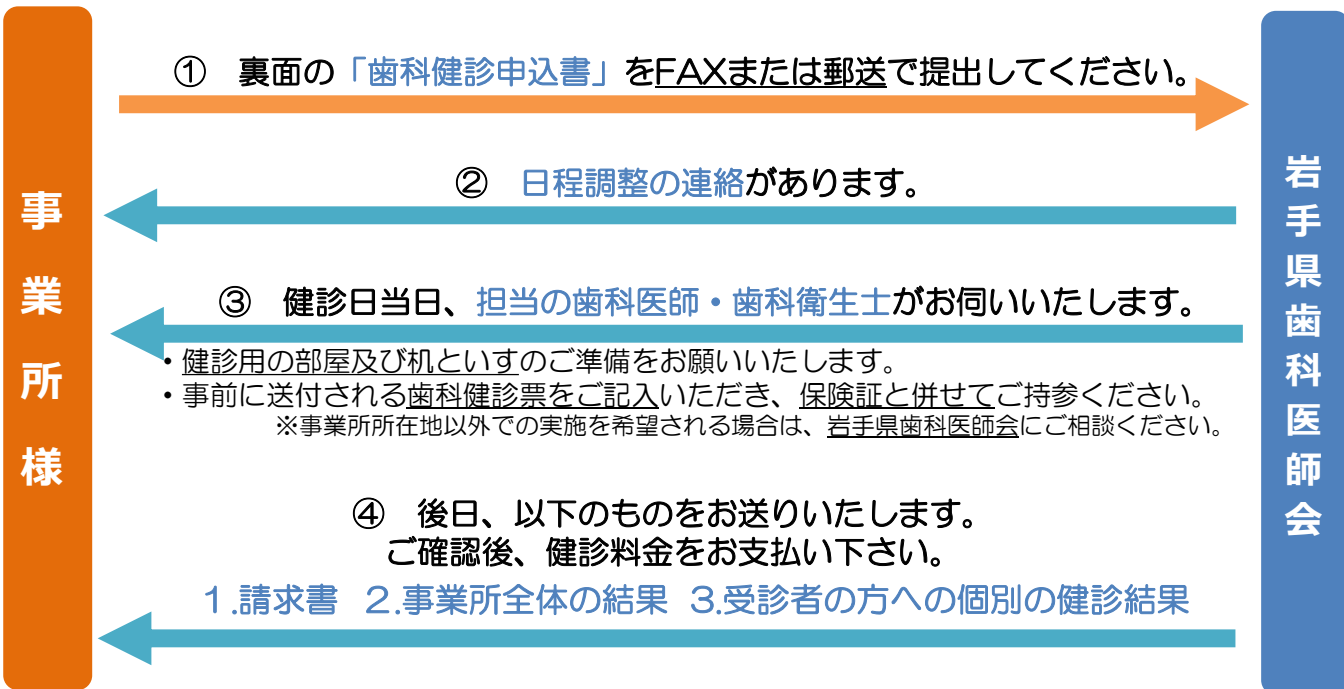 事業所様
① 裏面の「歯科健診申込書」をFAXまたは郵送で提出してください。
② 日程調整の連絡があります。
③ 健診日当日、担当の歯科医師・歯科衛生士がお伺いいたします。
・健診用の部屋及び机といすのご準備をお願いいたします。
・事前に送付される歯科健診票をご記入いただき、保険証と併せてご持参ください。
※事業所所在地以外での実施を希望される場合は、岩手県歯科医師会にご相談ください。
④ 後日、以下のものをお送りいたします。
ご確認後、健診料金をお支払い下さい。
１.請求書 ２.事業所全体の結果 ３.受診者の方への個別の健診結果
岩手県歯科医師会